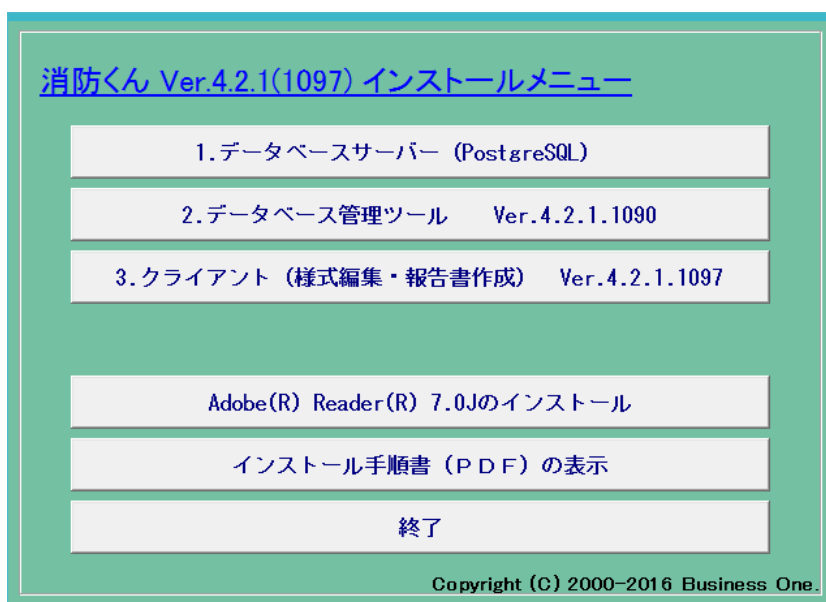 消防くん Ver.4.2.1(1097) インストールメニュー
1.データベースサーバー (PostgreSQL)
2.データベース管理ツール　　Ver.4.2.1.1090
3.クライアント (様式編集・報告書作成)　　Ver.4.2.1.1097
Adobe(R) Reader(R) 7.0Jのインストール
インストール手順書（ＰＤＦ）の表示
終了
Copyright (C) 2000-2016 Business One.